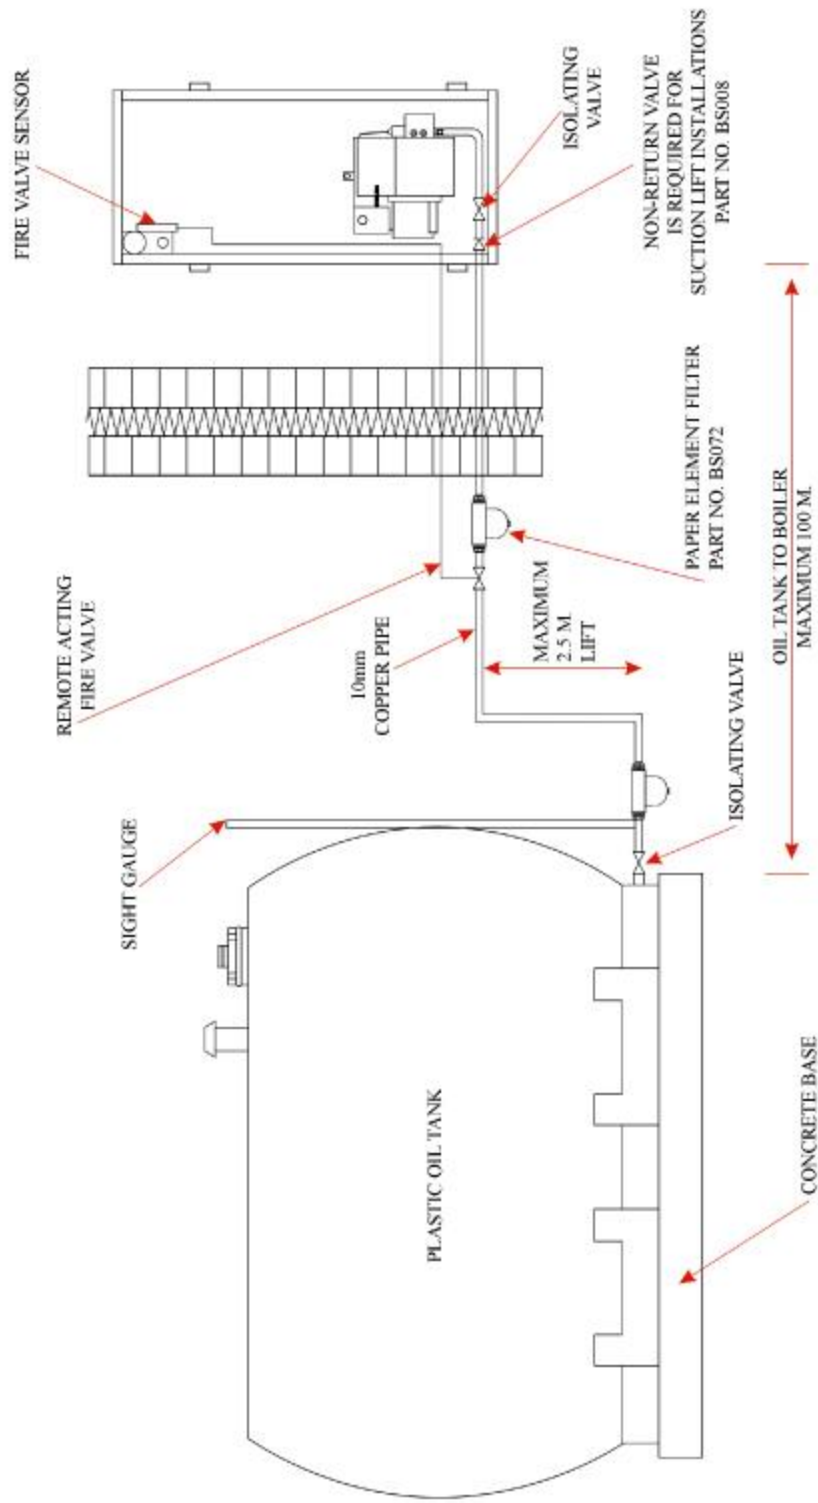 FIRE VALVE SENSOR
ISOLATING
VALVE
NON-RETURN VALVE
IS REQUIRED FOR
SUCTION LIFT INSTALLATIONS
PART NO. BS008
REMOTE ACTING
FIRE VALVE
10mm
COPPER PIPE
MAXIMUM
2.5 M.
LIFT
PAPER ELEMENT FILTER
PART NO. BS072
SIGHT GAUGE
ISOLATING VALVE
OIL TANK TO BOILER
MAXIMUM 100 M.
PLASTIC OIL TANK
CONCRETE BASE